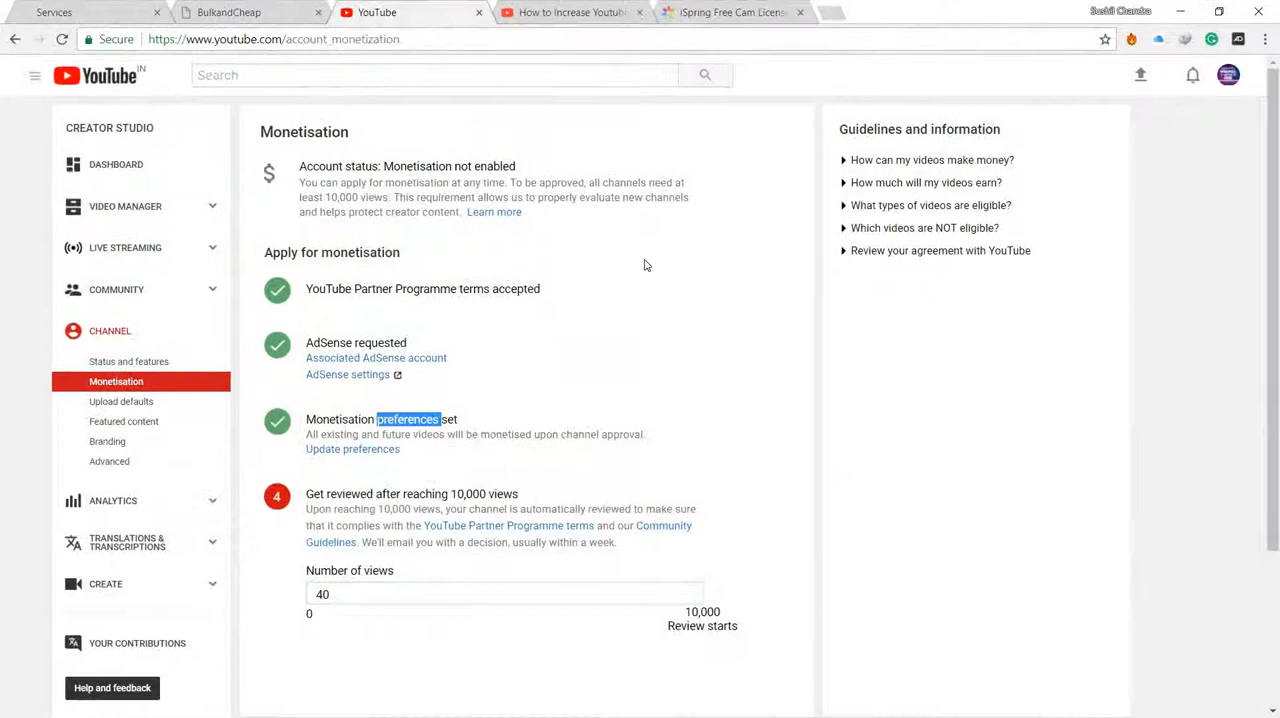 Services
BulkandCheap
YouTube
How to Increase Youtub
iSpring Free Cam Licens
Sushil Chandra
Secure
https://www.youtube.com/account_monetization
YouTube IN
Search
CREATOR STUDIO
DASHBOARD
VIDEO MANAGER
LIVE STREAMING
COMMUNITY
CHANNEL
Status and features
Monetisation
Upload defaults
Featured content
Branding
Advanced
ANALYTICS
TRANSLATIONS &
TRANSCRIPTIONS
CREATE
YOUR CONTRIBUTIONS
Help and feedback
Monetisation
$
Account status: Monetisation not enabled
You can apply for monetisation at any time. To be approved, all channels need at
least 10,000 views. This requirement allows us to properly evaluate new channels
and helps protect creator content. Learn more
Apply for monetisation
YouTube Partner Programme terms accepted
AdSense requested
Associated AdSense account
AdSense settings
Monetisation preferences set
All existing and future videos will be monetised upon channel approval.
Update preferences
4
Get reviewed after reaching 10,000 views
Upon reaching 10,000 views, your channel is automatically reviewed to make sure
that it complies with the YouTube Partner Programme terms and our Community
Guidelines. We'll email you with a decision, usually within a week.
Number of views
40
0
10,000
Review starts
Guidelines and information
How can my videos make money?
How much will my videos earn?
What types of videos are eligible?
Which videos are NOT eligible?
Review your agreement with YouTube